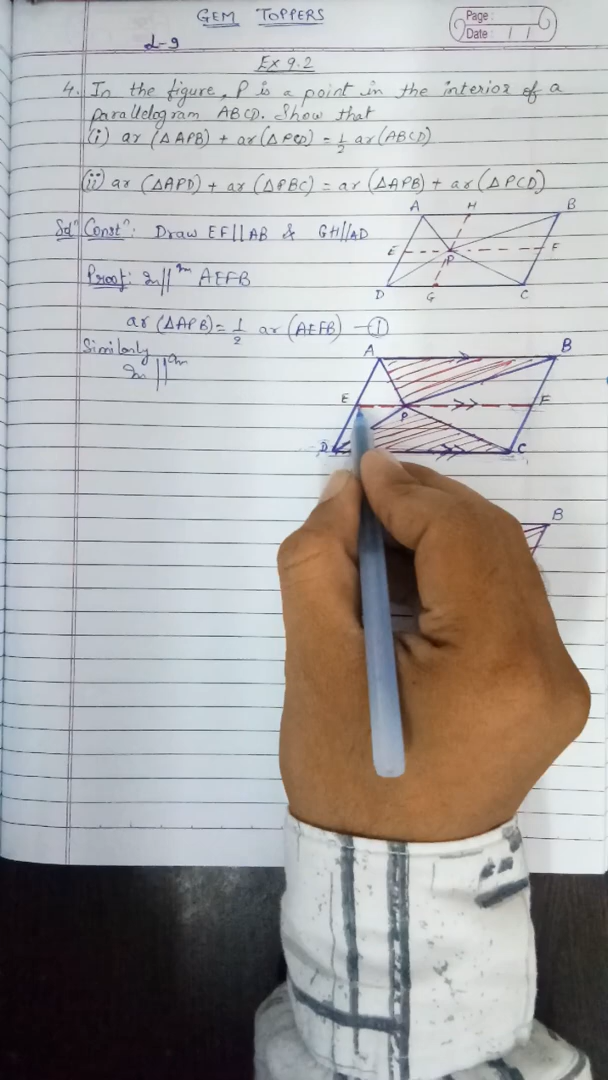 GEM TOPPERS
Page:
Date: / /
L-9
Ex 9.2
4. In the figure, P is a point in the interior of a
parallelogram ABCD. Show that
(i) ar (△APB) + ar(△PCD) = 1/2 ar(ABCD)
(ii) ar (△APD) + ar(△PBC) = ar(△APB) + ar(△PCD)
Solⁿ Constⁿ: Draw EF||AB & GH||AD
A H B
E P F
D G C
Proof: In ||ᵍᵐ AEFB
ar(△APB) = 1/2 ar(AEFB) —①
Similarly
In ||ᵍᵐ
A B
E P F
D C
B